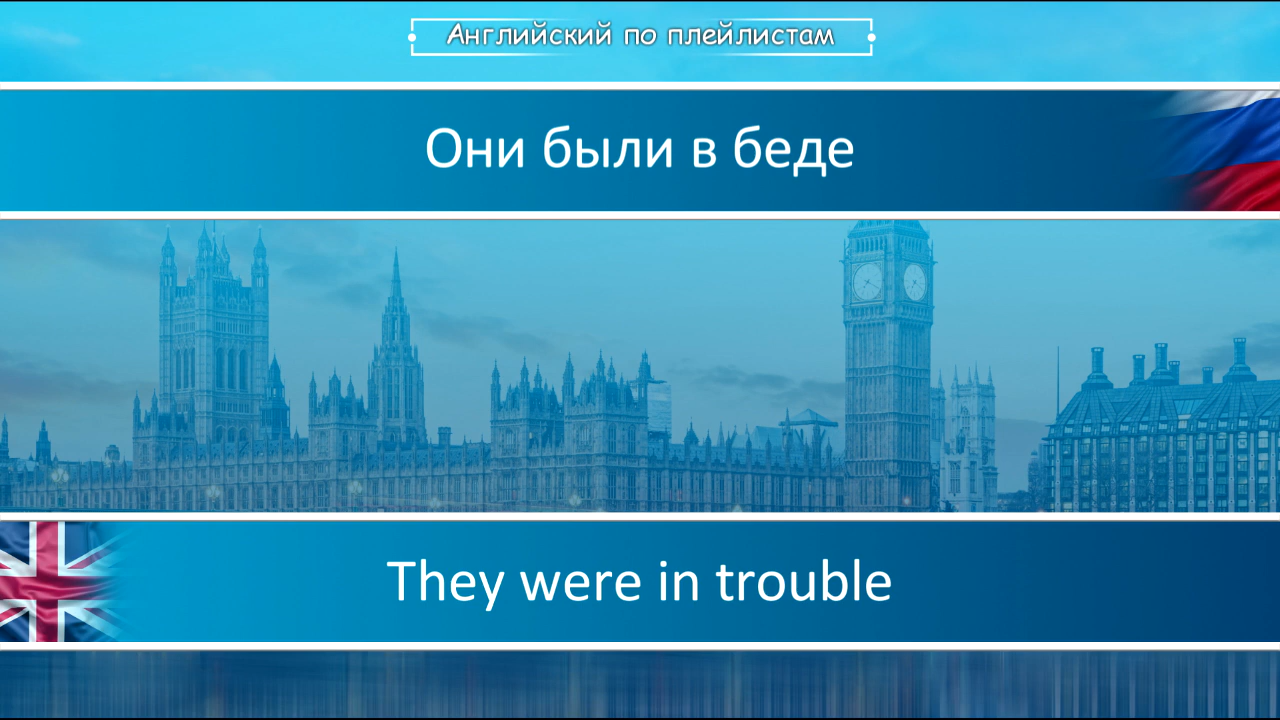 Английский по плейлистам
Они были в беде
They were in trouble